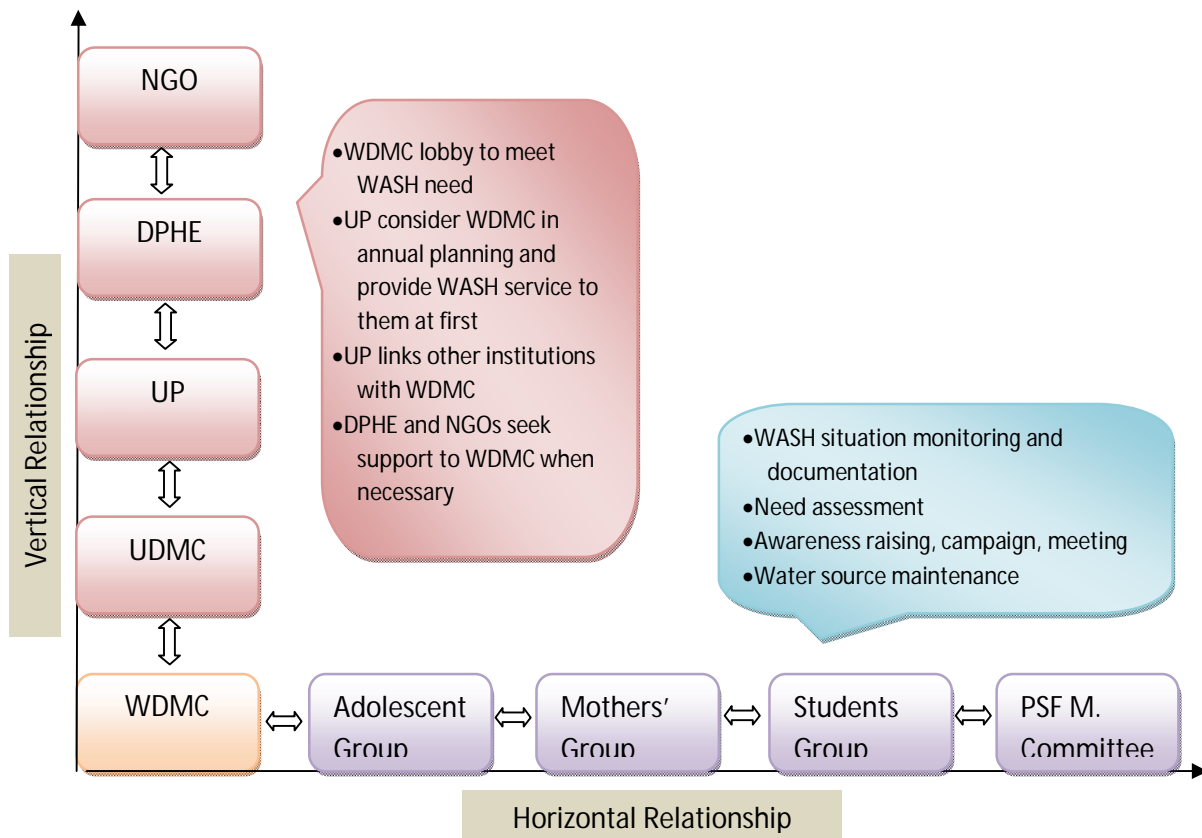 NGO
DPHE
UP
UDMC
WDMC
Vertical Relationship
•WDMC lobby to meet
WASH need
•UP consider WDMC in
annual planning and
provide WASH service to
them at first
•UP links other institutions
with WDMC
•DPHE and NGOs seek
support to WDMC when
necessary
•WASH situation monitoring and
documentation
•Need assessment
•Awareness raising, campaign, meeting
•Water source maintenance
Adolescent
Group
Mothers’
Group
Students
Group
PSF M.
Committee
Horizontal Relationship